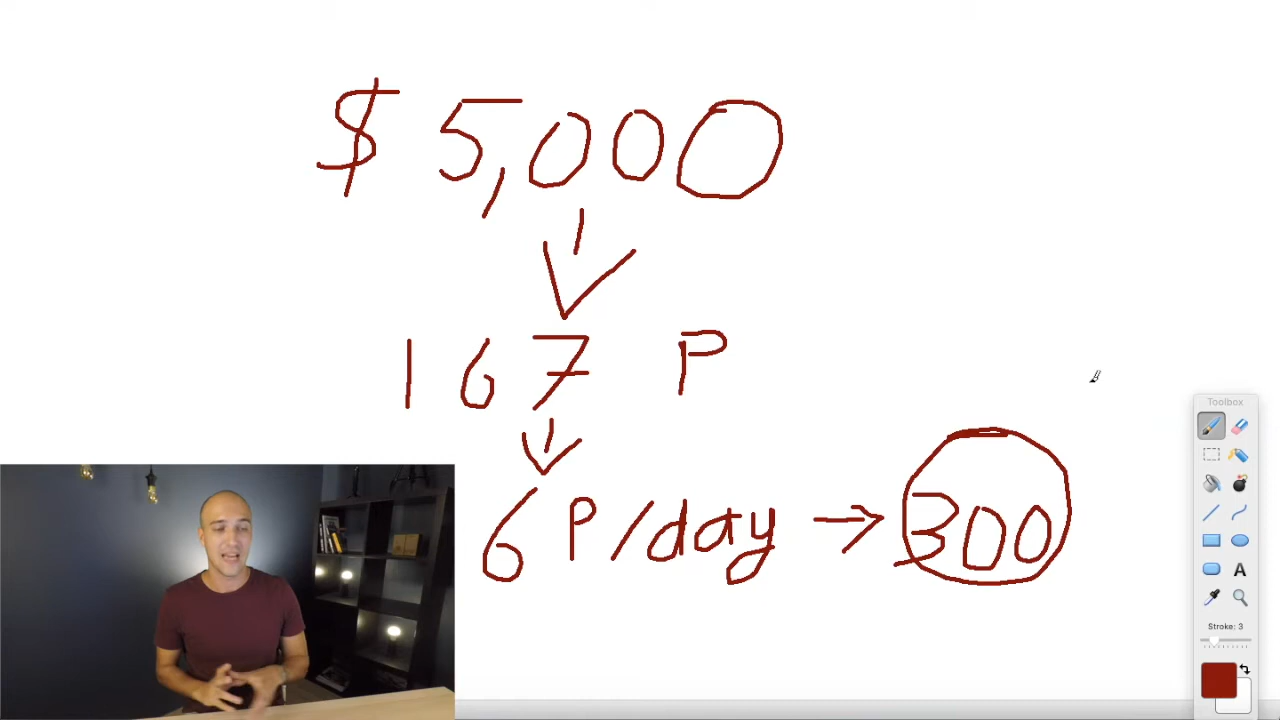 $ 5,000
167 P
6 P/day → 300
Toolbox
A
Stroke: 3